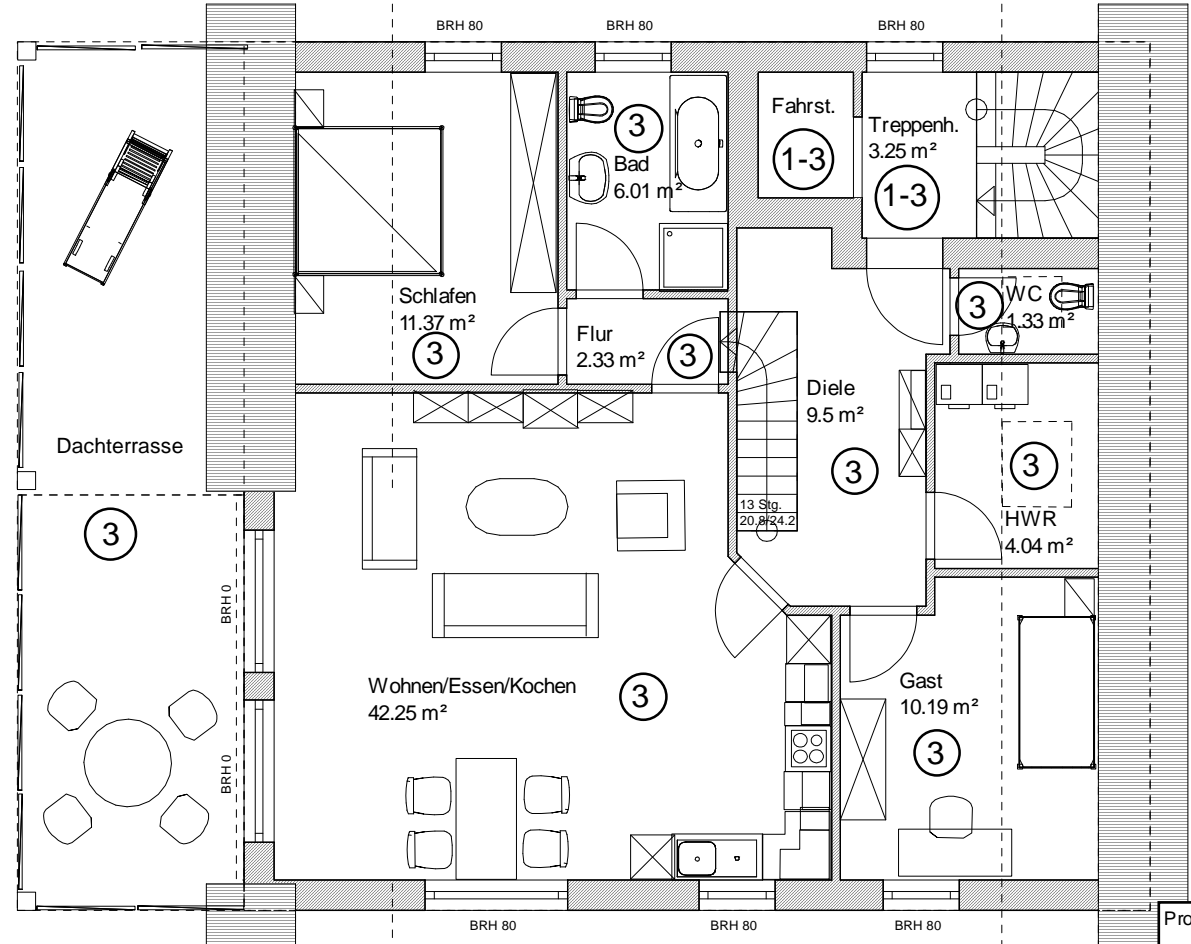 BRH 80
BRH 80
BRH 80
Fahrst.
1-3
Treppenh.
3.25 m²
1-3
3
Bad
6.01 m²
Schlafen
11.37 m²
3
Flur
2.33 m²
3
3
WC
1.33 m²
Diele
9.5 m²
3
Dachterrasse
3
3
HWR
4.04 m²
13 Stg.
20.8/24.2
BRH 0
Wohnen/Essen/Kochen
42.25 m²
3
Gast
10.19 m²
3
BRH 0
BRH 80
BRH 80
BRH 80
Pro